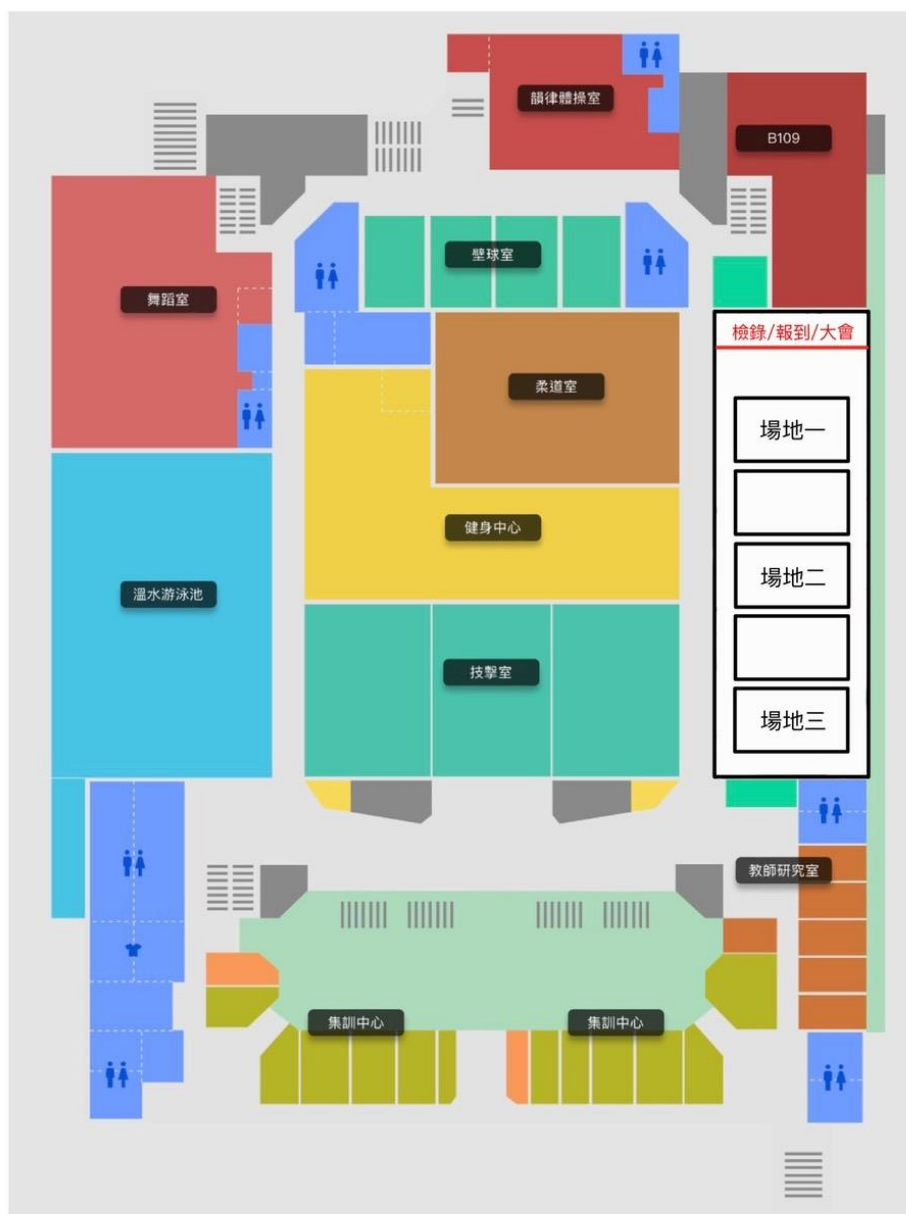 韻律體操室
B109
壁球室
舞蹈室
檢錄/報到/大會
柔道室
場地一
健身中心
場地二
溫水游泳池
技擊室
場地三
教師研究室
集訓中心
集訓中心